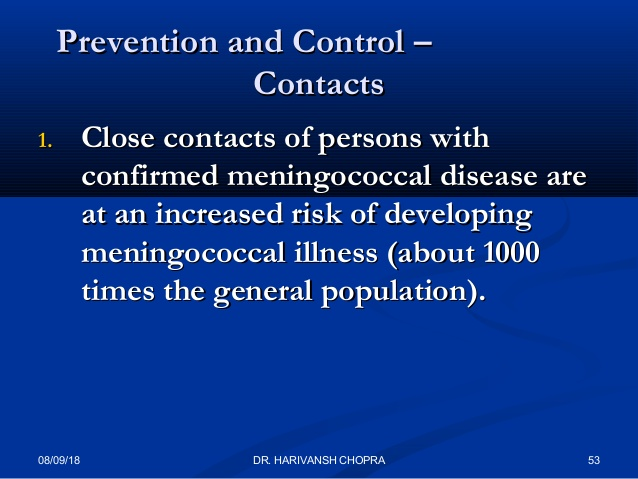 Prevention and Control –
Contacts
1. Close contacts of persons with
confirmed meningococcal disease are
at an increased risk of developing
meningococcal illness (about 1000
times the general population).
08/09/18 DR. HARIVANSH CHOPRA 53